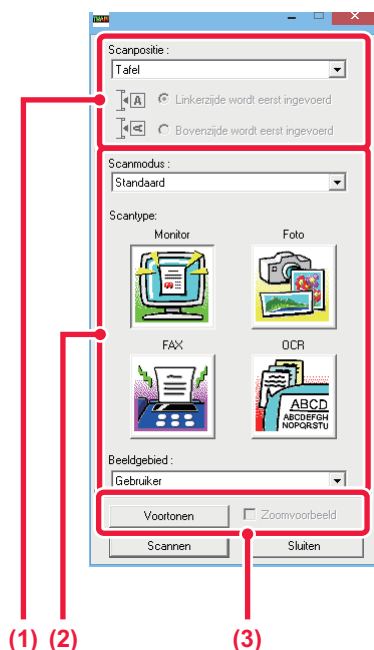 TWAIN
Scanpositie :
Tafel
A Linkerzijde wordt eerst ingevoerd
A Bovenzijde wordt eerst ingevoerd
Scanmodus :
Standaard
Scantype:
Monitor Foto
FAX OCR
ABCD
ABCDEFGH
NOPQRSTU
Beeldgebied :
Gebruiker
Voortonen Zoomvoorbeeld
Scannen Sluiten
(1) (2) (3)